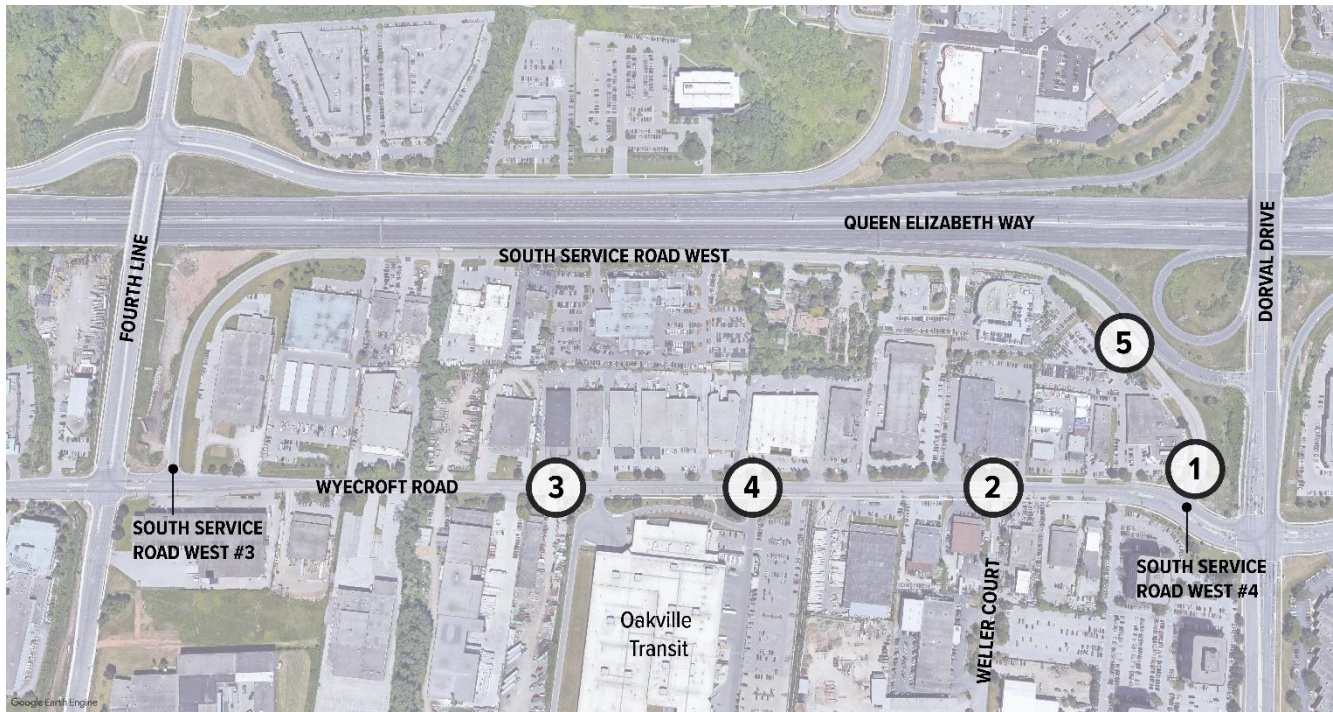 QUEEN ELIZABETH WAY
SOUTH SERVICE ROAD WEST
FOURTH LINE
DORVAL DRIVE
5
1
WYECROFT ROAD
3
4
2
SOUTH SERVICE
ROAD WEST #3
SOUTH SERVICE
ROAD WEST #4
Oakville
Transit
WELLER COURT
Google Earth Engine